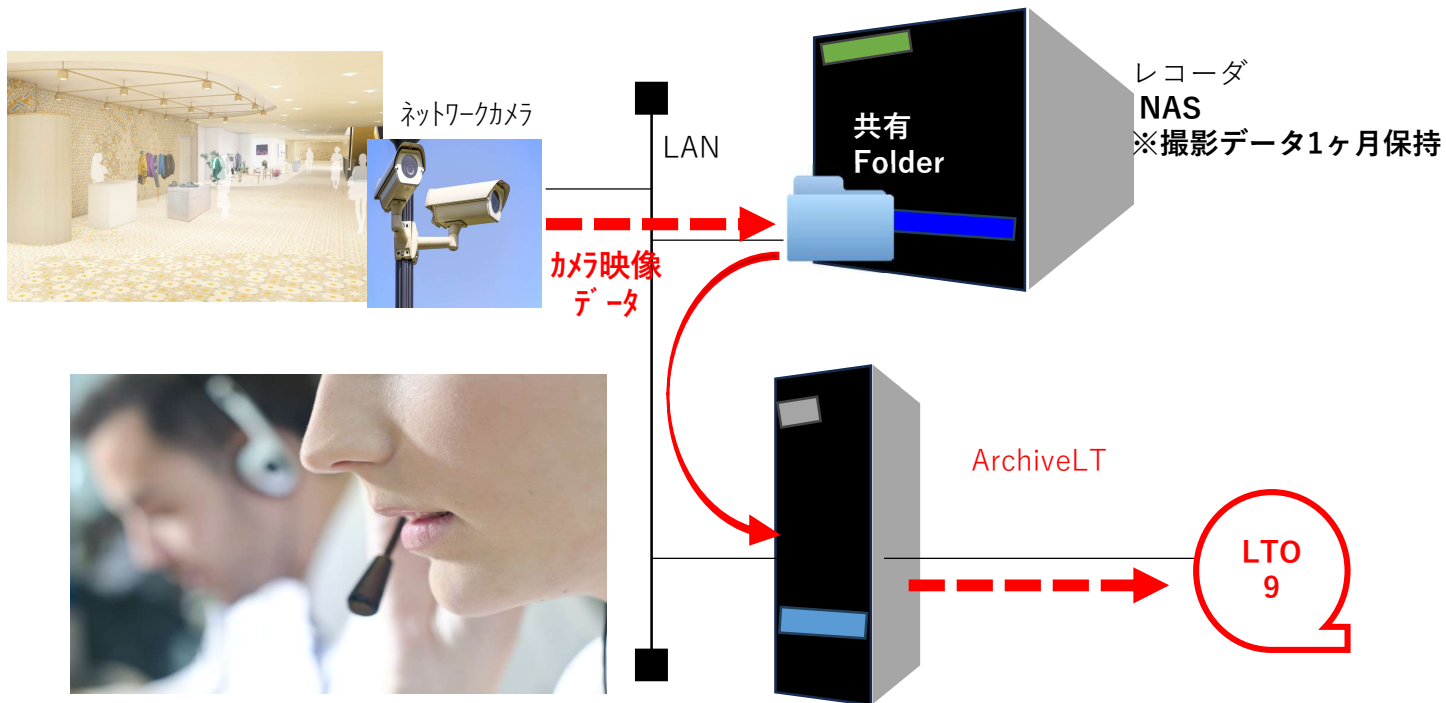 ネットワークカメラ
LAN
共有
Folder
レコーダ
NAS
※撮影データ1ヶ月保持
カメラ映像
データ
ArchiveLT
LTO
9